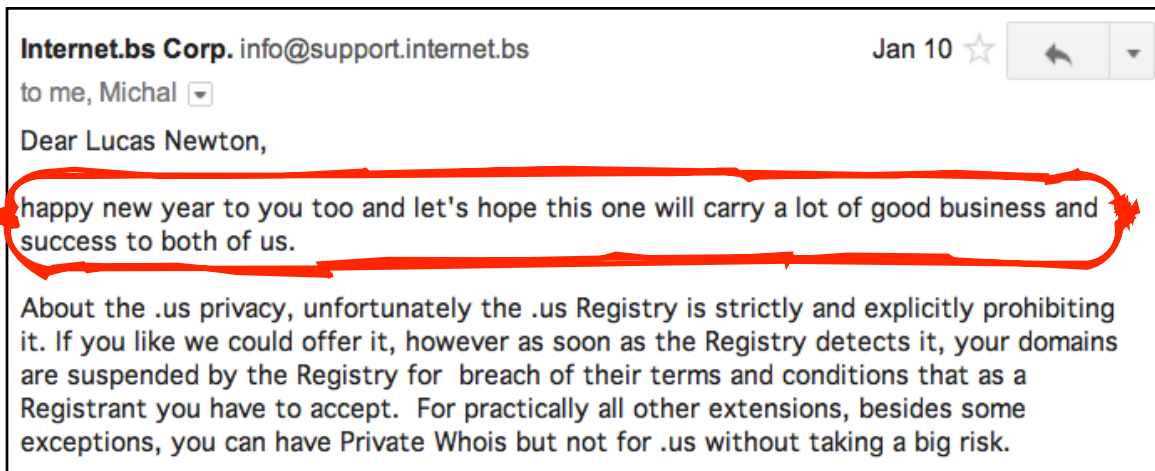 Internet.bs Corp. info@support.internet.bs Jan 10
to me, Michal
Dear Lucas Newton,
happy new year to you too and let's hope this one will carry a lot of good business and
success to both of us.
About the .us privacy, unfortunately the .us Registry is strictly and explicitly prohibiting
it. If you like we could offer it, however as soon as the Registry detects it, your domains
are suspended by the Registry for  breach of their terms and conditions that as a
Registrant you have to accept.  For practically all other extensions, besides some
exceptions, you can have Private Whois but not for .us without taking a big risk.